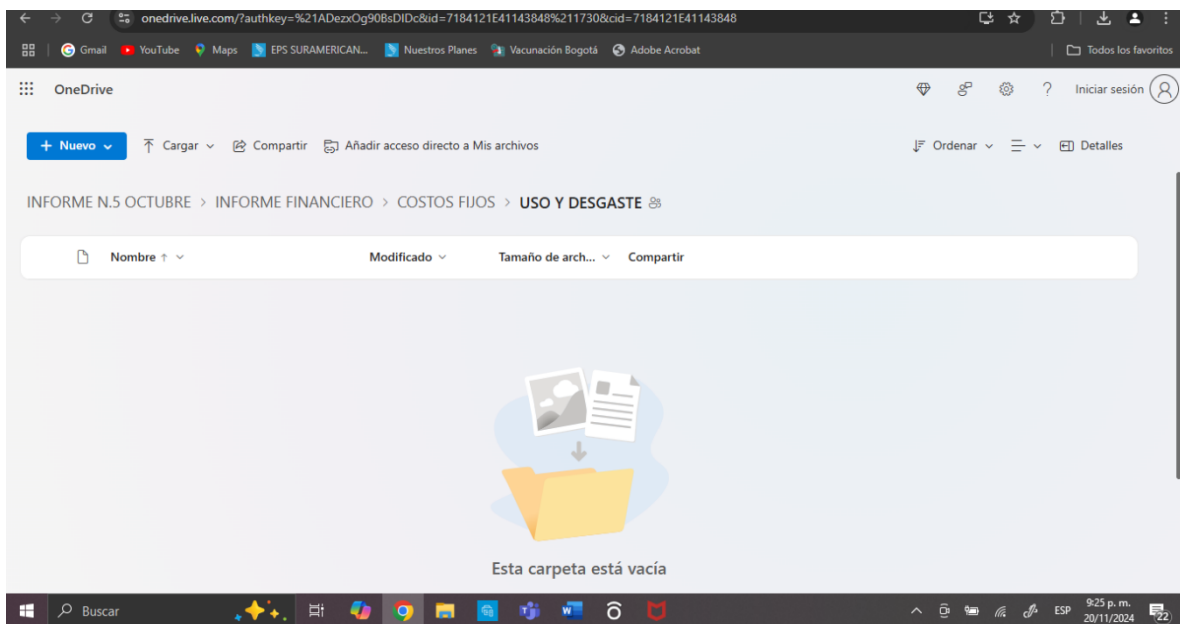 onedrive.live.com/?authkey=%21ADezxOg90BsDIDc&id=7184121E41143848%211730&cid=7184121E41143848
Gmail YouTube Maps EPS SURAMERICAN... Nuestros Planes Vacunación Bogotá Adobe Acrobat Todos los favoritos
OneDrive ? Iniciar sesión
+ Nuevo Cargar Compartir Añadir acceso directo a Mis archivos Ordenar Detalles
INFORME N.5 OCTUBRE > INFORME FINANCIERO > COSTOS FIJOS > USO Y DESGASTE
Nombre ↑ Modificado Tamaño de arch... Compartir
Esta carpeta está vacía
Buscar ESP 9:25 p. m.
20/11/2024 22